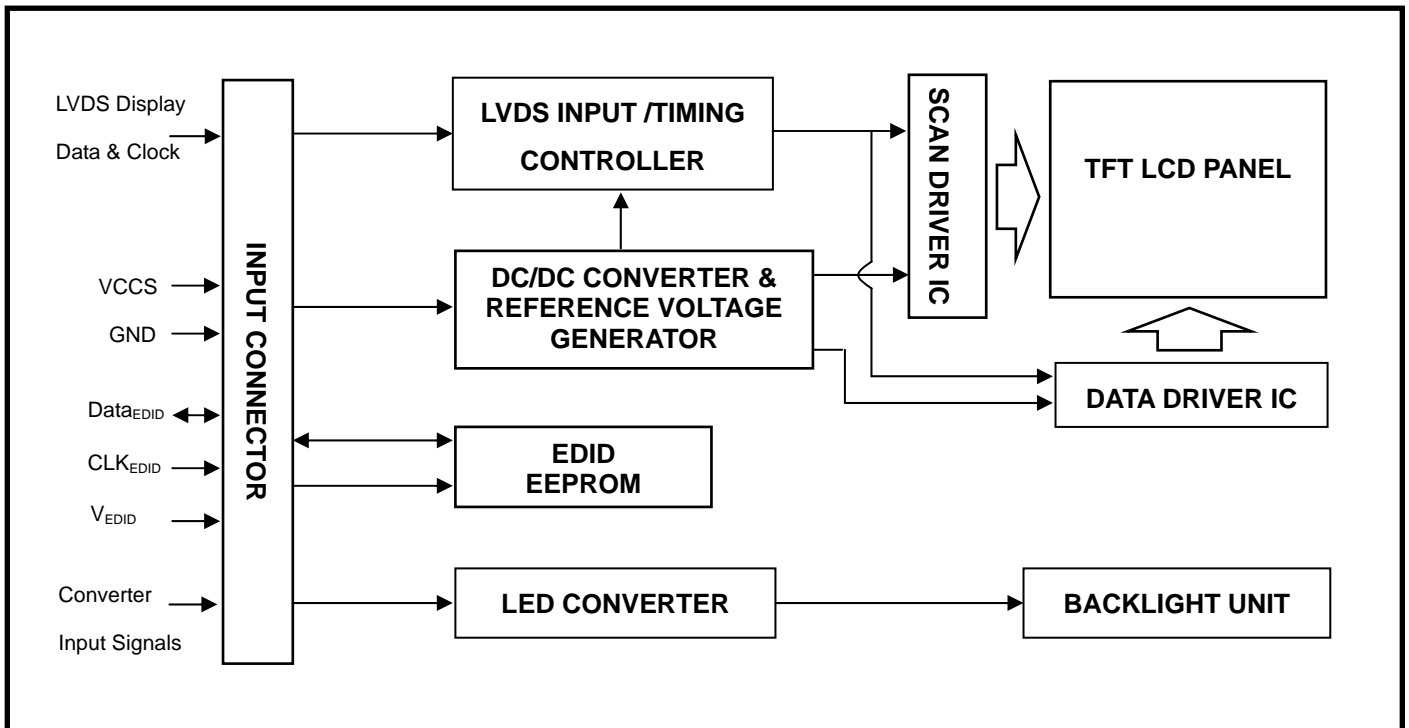 LVDS Display
Data & Clock
VCCS
GND
DataEDID
CLKEDID
VEDID
Converter
Input Signals
INPUT CONNECTOR
LVDS INPUT /TIMING
CONTROLLER
DC/DC CONVERTER &
REFERENCE VOLTAGE
GENERATOR
EDID
EEPROM
LED CONVERTER
SCAN DRIVER IC
TFT LCD PANEL
DATA DRIVER IC
BACKLIGHT UNIT